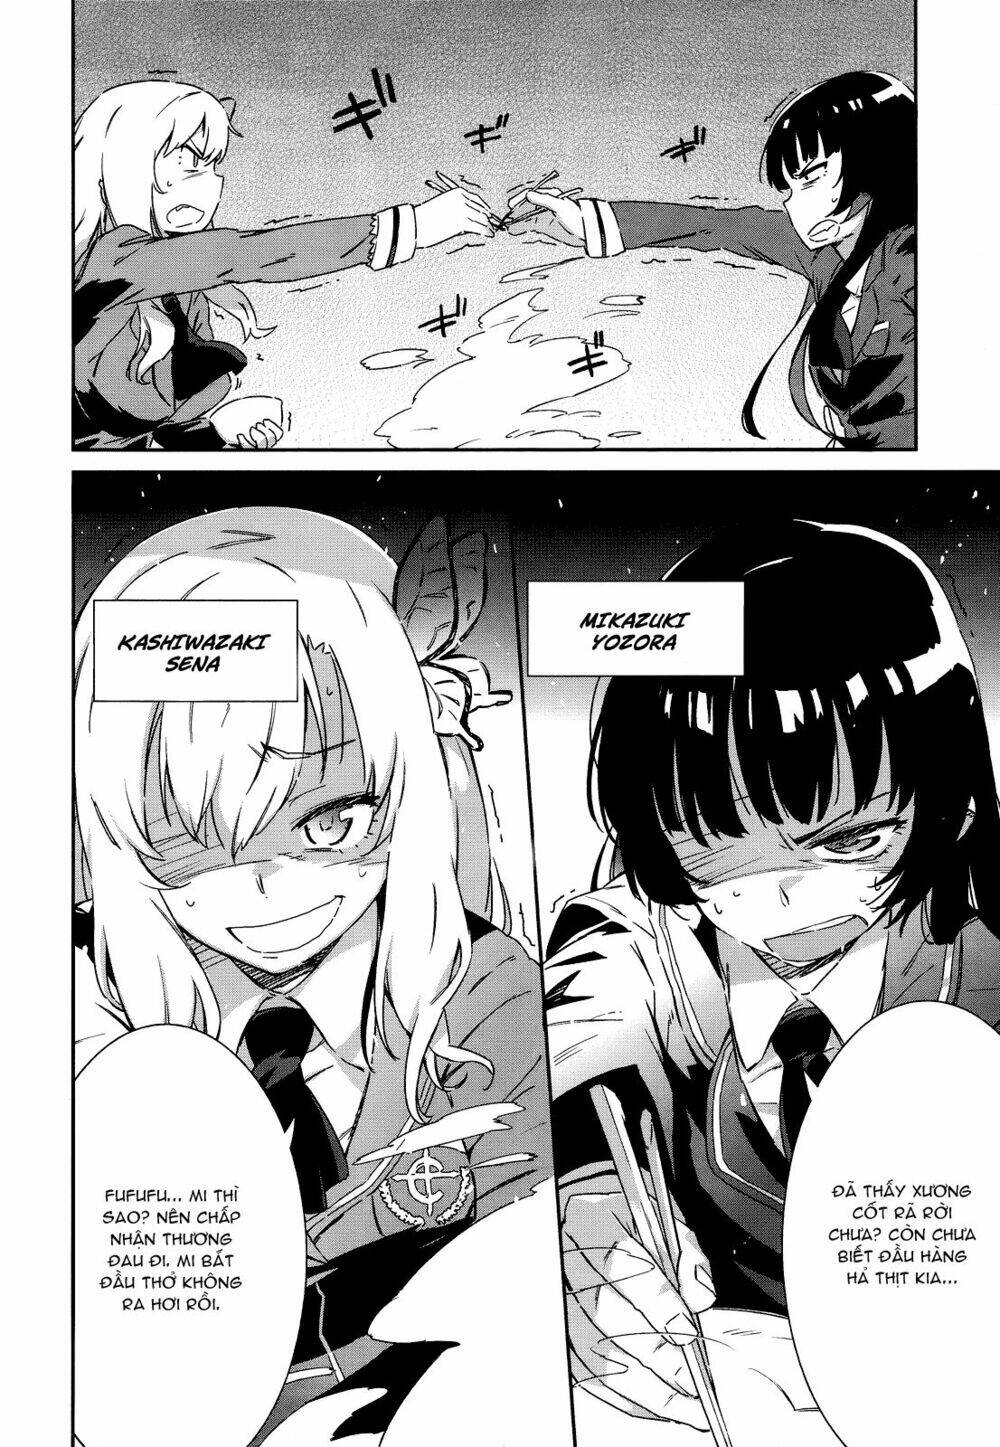 ギ"
ギ"
ギ"
ギ"
ギ"
MIKAZUKI
YOZORA
KASHIWAZAKI
SENA
ĐÃ THẤY XƯƠNG
CỐT RÃ RỜI
CHƯA? CÒN CHƯA
BIẾT ĐẦU HÀNG
HẢ THỊT KIA...
FUFUFU... MI THÌ
SAO? NÊN CHẤP
NHẬN THƯƠNG
ĐAU ĐI. MI BẮT
ĐẦU THỞ KHÔNG
RA HƠI RỒI.